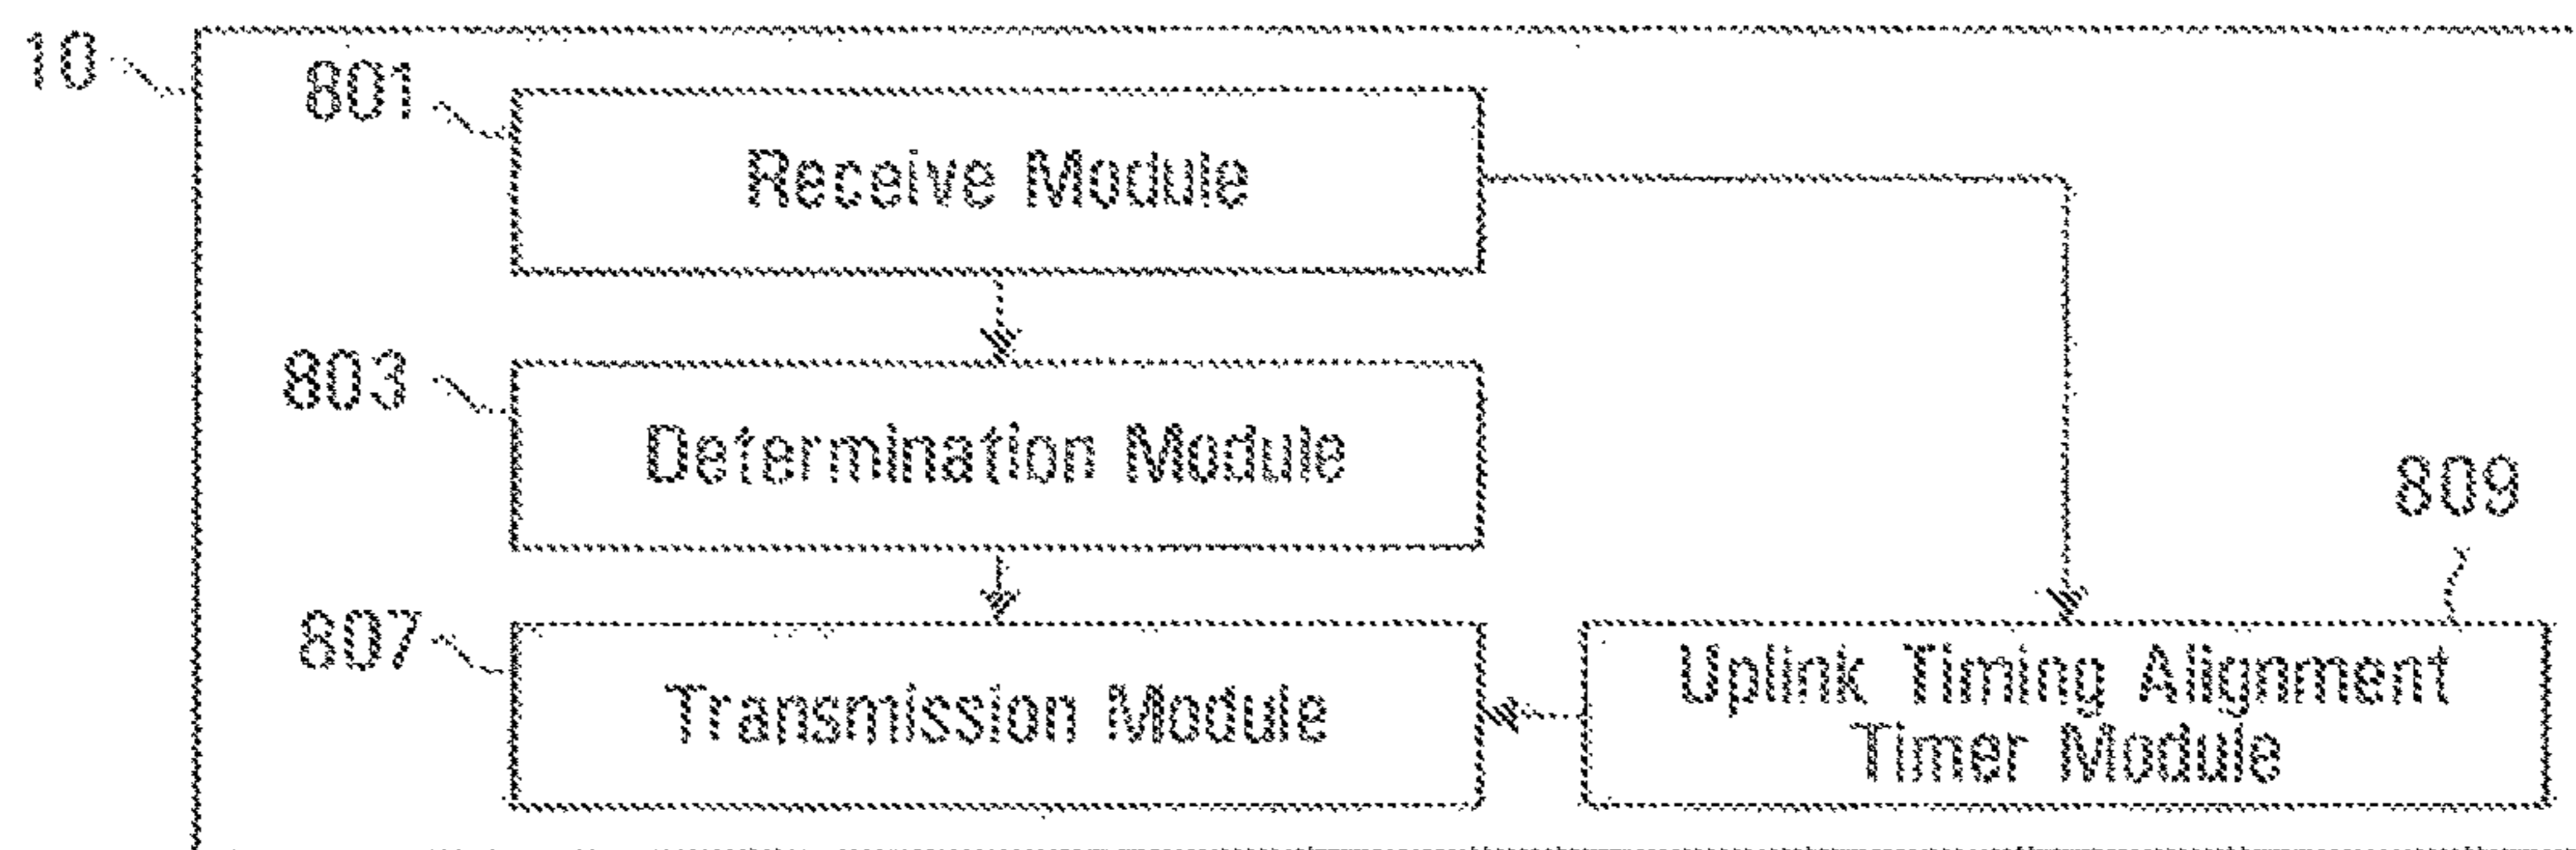 10
801
Receive Module
803
Determination Module
809
807
Transmission Module
Uplink Timing Alignment
Timer Module